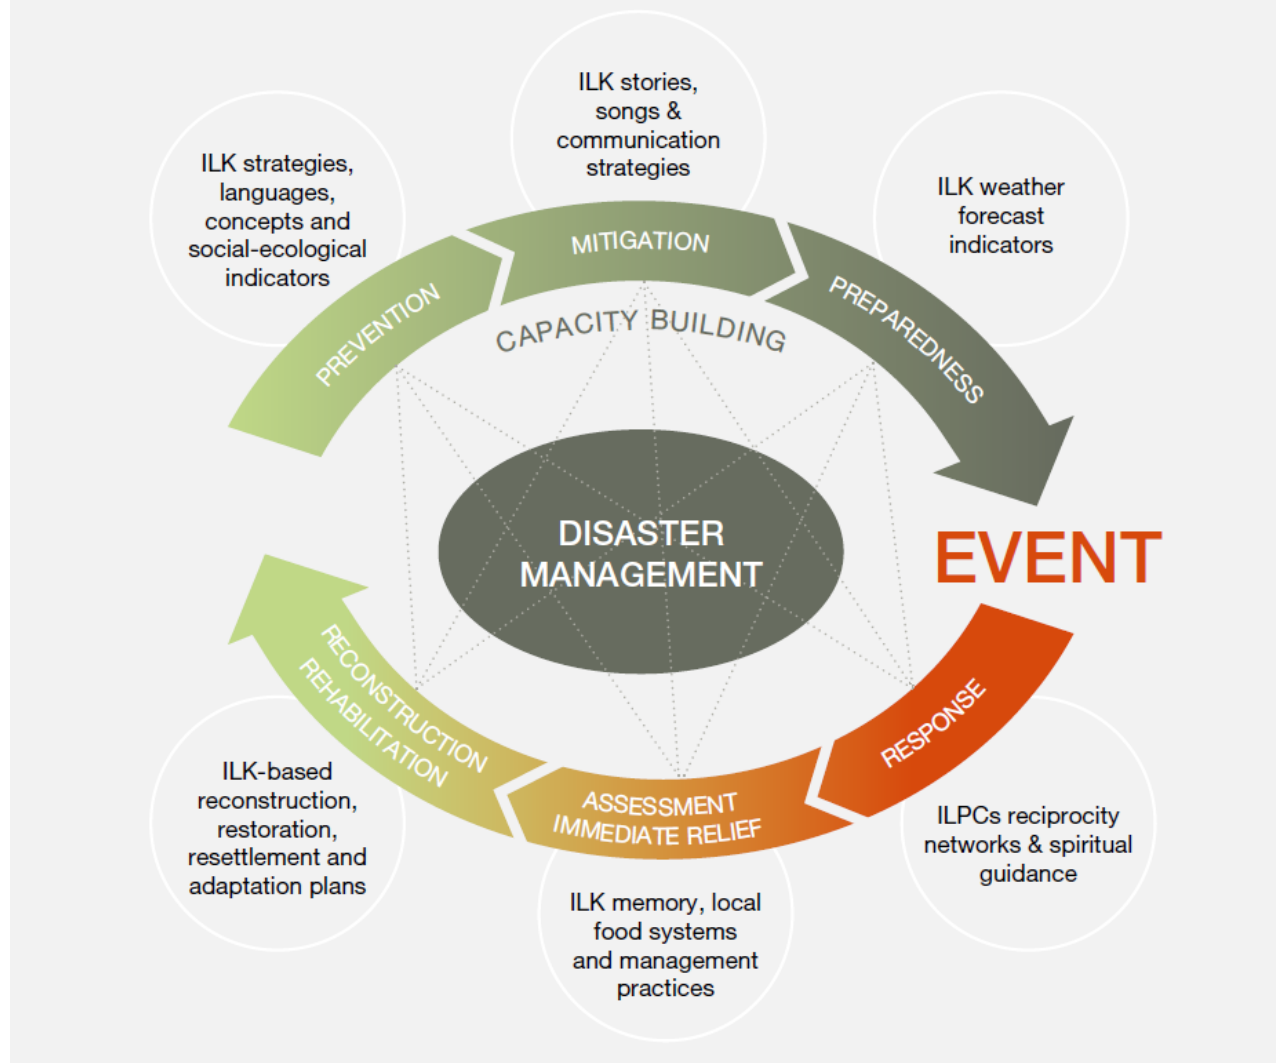 ILK stories,
songs &
communication
strategies
ILK strategies,
languages,
concepts and
social-ecological
indicators
ILK weather
forecast
indicators
PREVENTION
MITIGATION
PREPAREDNESS
CAPACITY BUILDING
DISASTER
MANAGEMENT
EVENT
RESPONSE
ASSESSMENT
IMMEDIATE RELIEF
RECONSTRUCTION
REHABILITATION
ILPCs reciprocity
networks & spiritual
guidance
ILK memory, local
food systems
and management
practices
ILK-based
reconstruction,
restoration,
resettlement and
adaptation plans